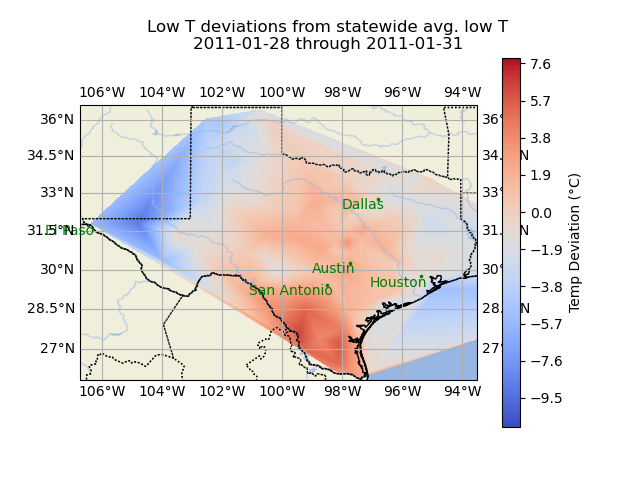 Low T deviations from statewide avg. low T
2011-01-28 through 2011-01-31
106°W 104°W 102°W 100°W 98°W 96°W 94°W
36°N 36°
34.5°N 34. N
33°N 33°
31.5°N 31. N
30°N 30°
28.5°N 28. N
27°N 27°
El Paso
Dallas
Austin
San Antonio
Houston
106°W 104°W 102°W 100°W 98°W 96°W 94°W
7.6
5.7
3.8
1.9
0.0
−1.9
−3.8
−5.7
−7.6
−9.5
Temp Deviation (°C)